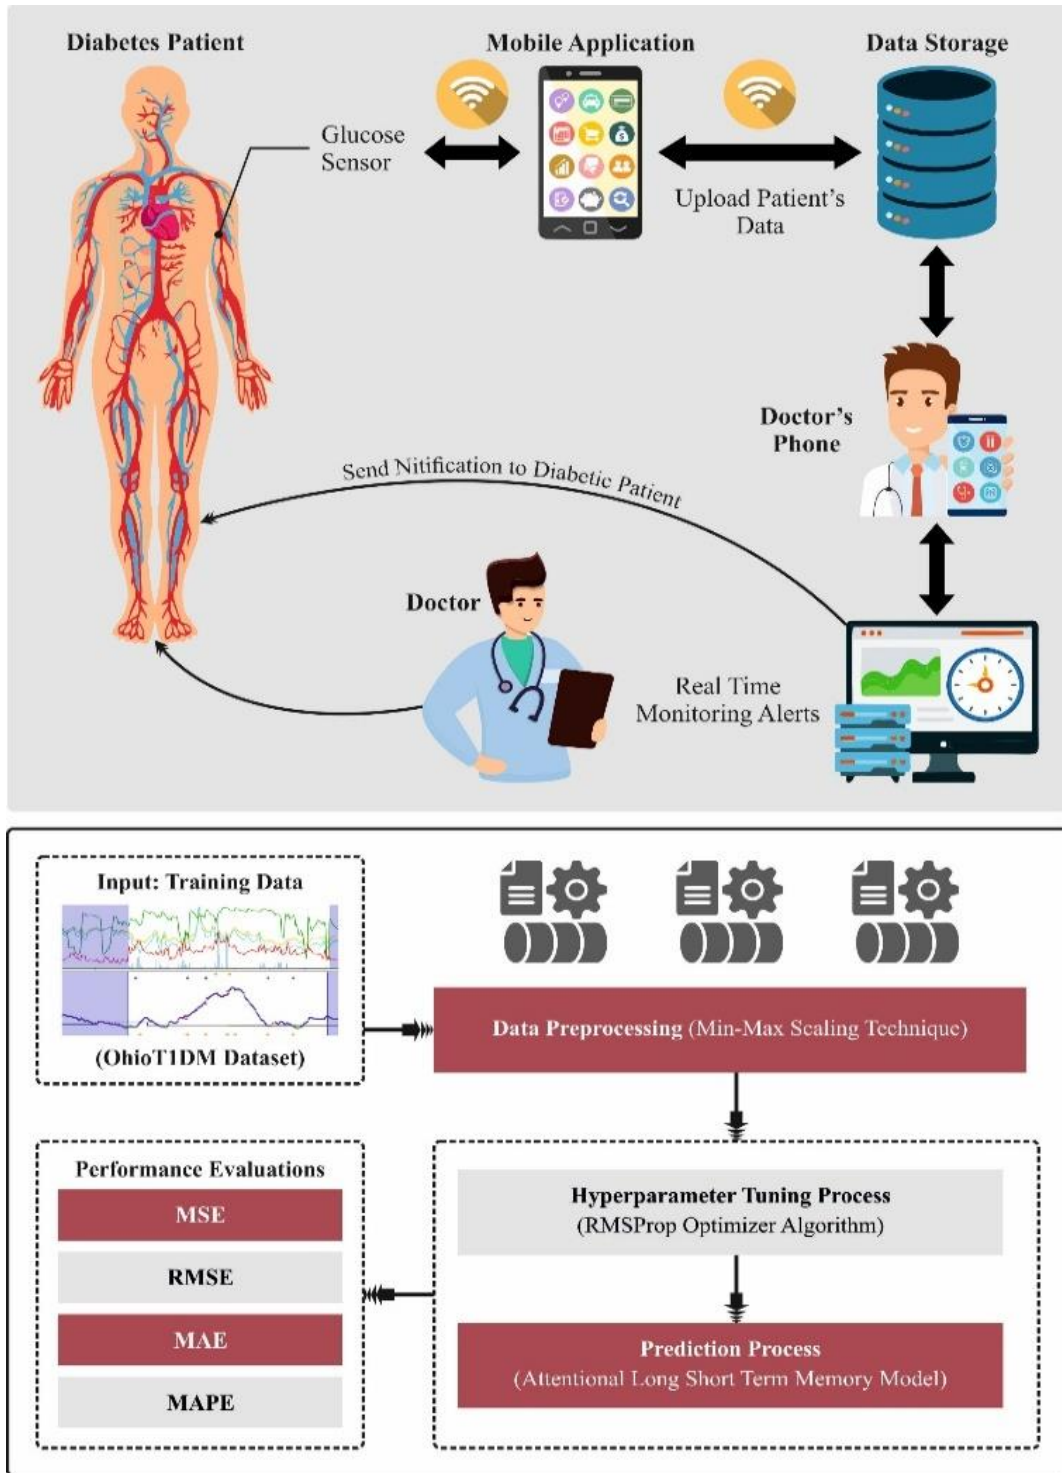 Diabetes Patient
Mobile Application
Data Storage
Glucose
Sensor
Upload Patient's
Data
Doctor's
Phone
Send Nitification to Diabetic Patient
Doctor
Real Time
Monitoring Alerts
Input: Training Data
(OhioT1DM Dataset)
Data Preprocessing (Min-Max Scaling Technique)
Performance Evaluations
MSE
RMSE
MAE
MAPE
Hyperparameter Tuning Process
(RMSProp Optimizer Algorithm)
Prediction Process
(Attentional Long Short Term Memory Model)